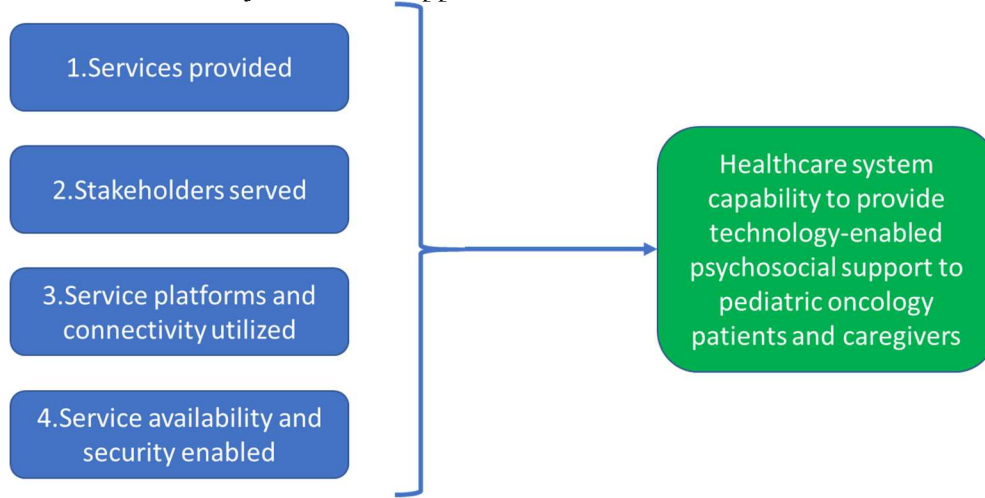 1.Services provided
2.Stakeholders served
3.Service platforms and
connectivity utilized
4.Service availability and
security enabled
Healthcare system
capability to provide
technology-enabled
psychosocial support to
pediatric oncology
patients and caregivers